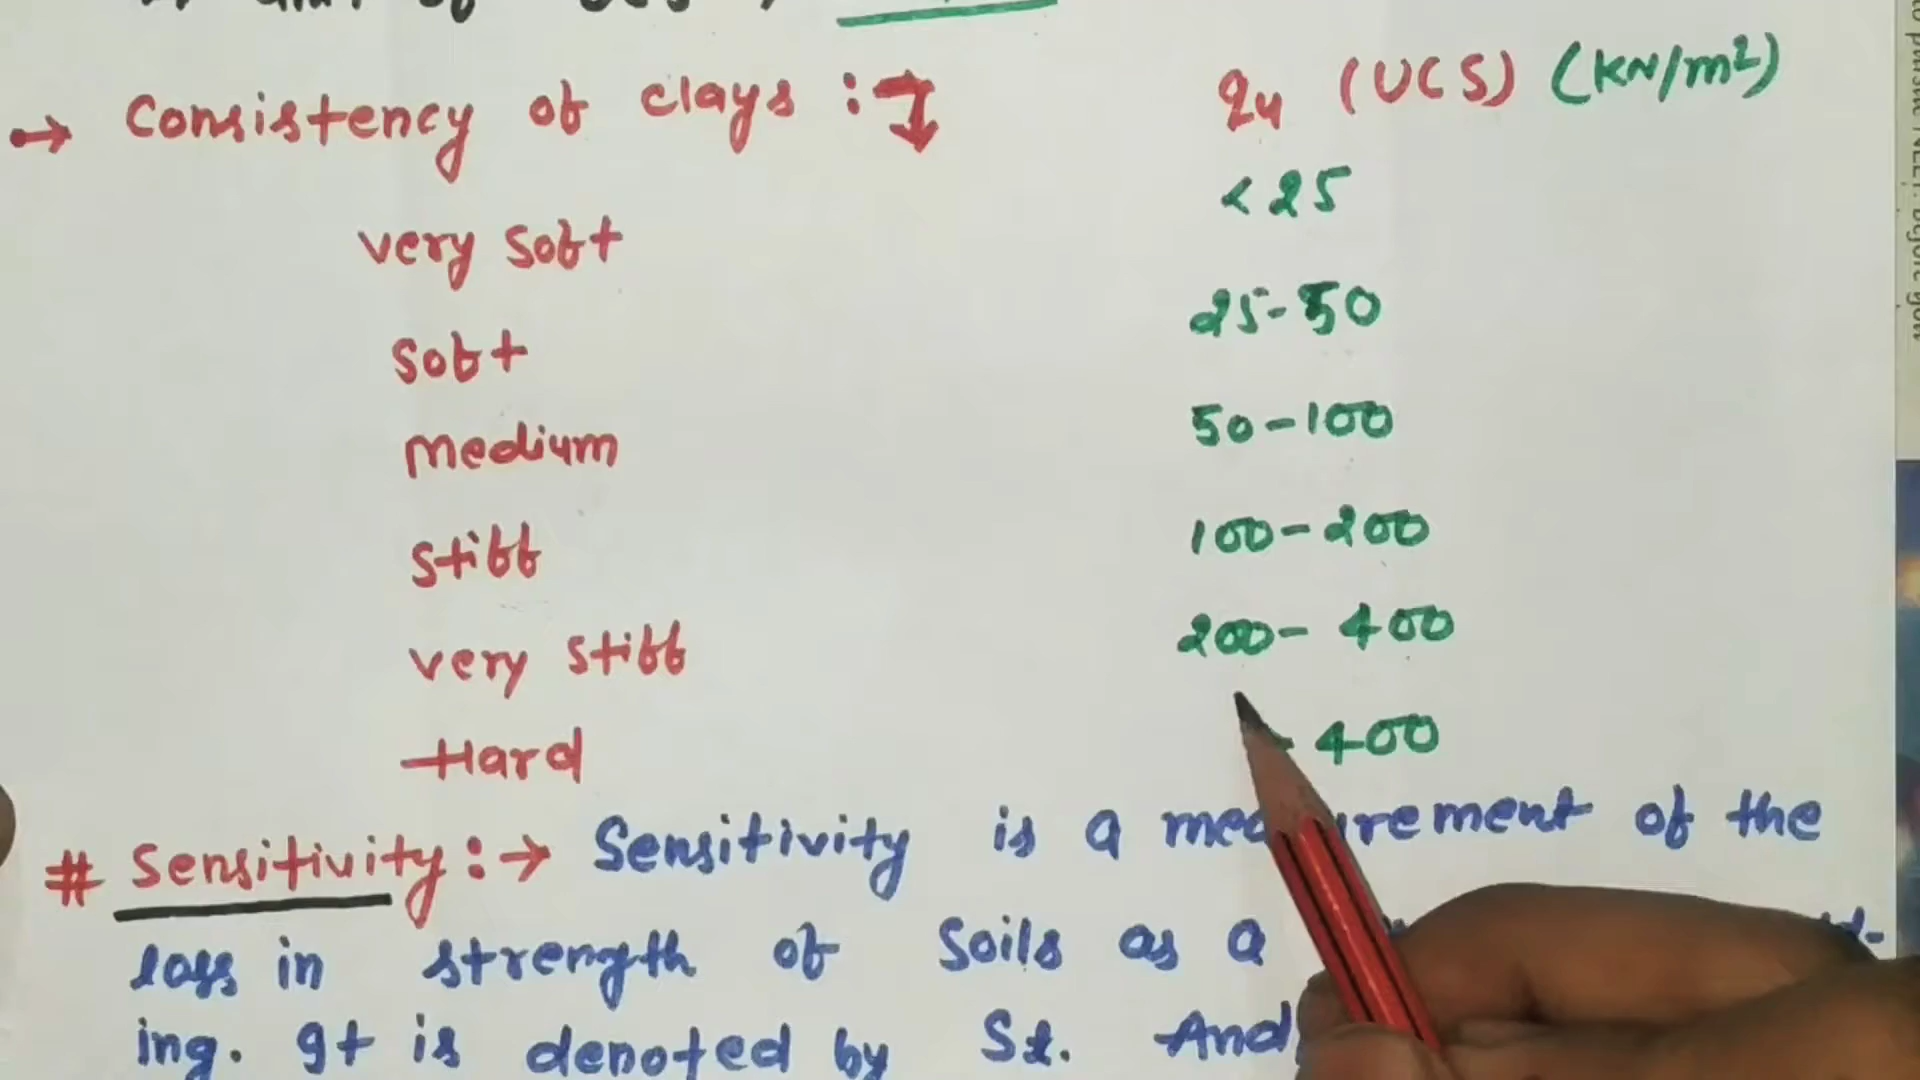 → Consistency of clays : qu (UCS) (KN/m²)
very soft < 25
soft 25-50
medium 50-100
stiff 100-200
very stiff 200-400
Hard 400
# Sensitivity :→ Sensitivity is a measurement of the
loss in strength of Soils as a
ing. It is denoted by St. And